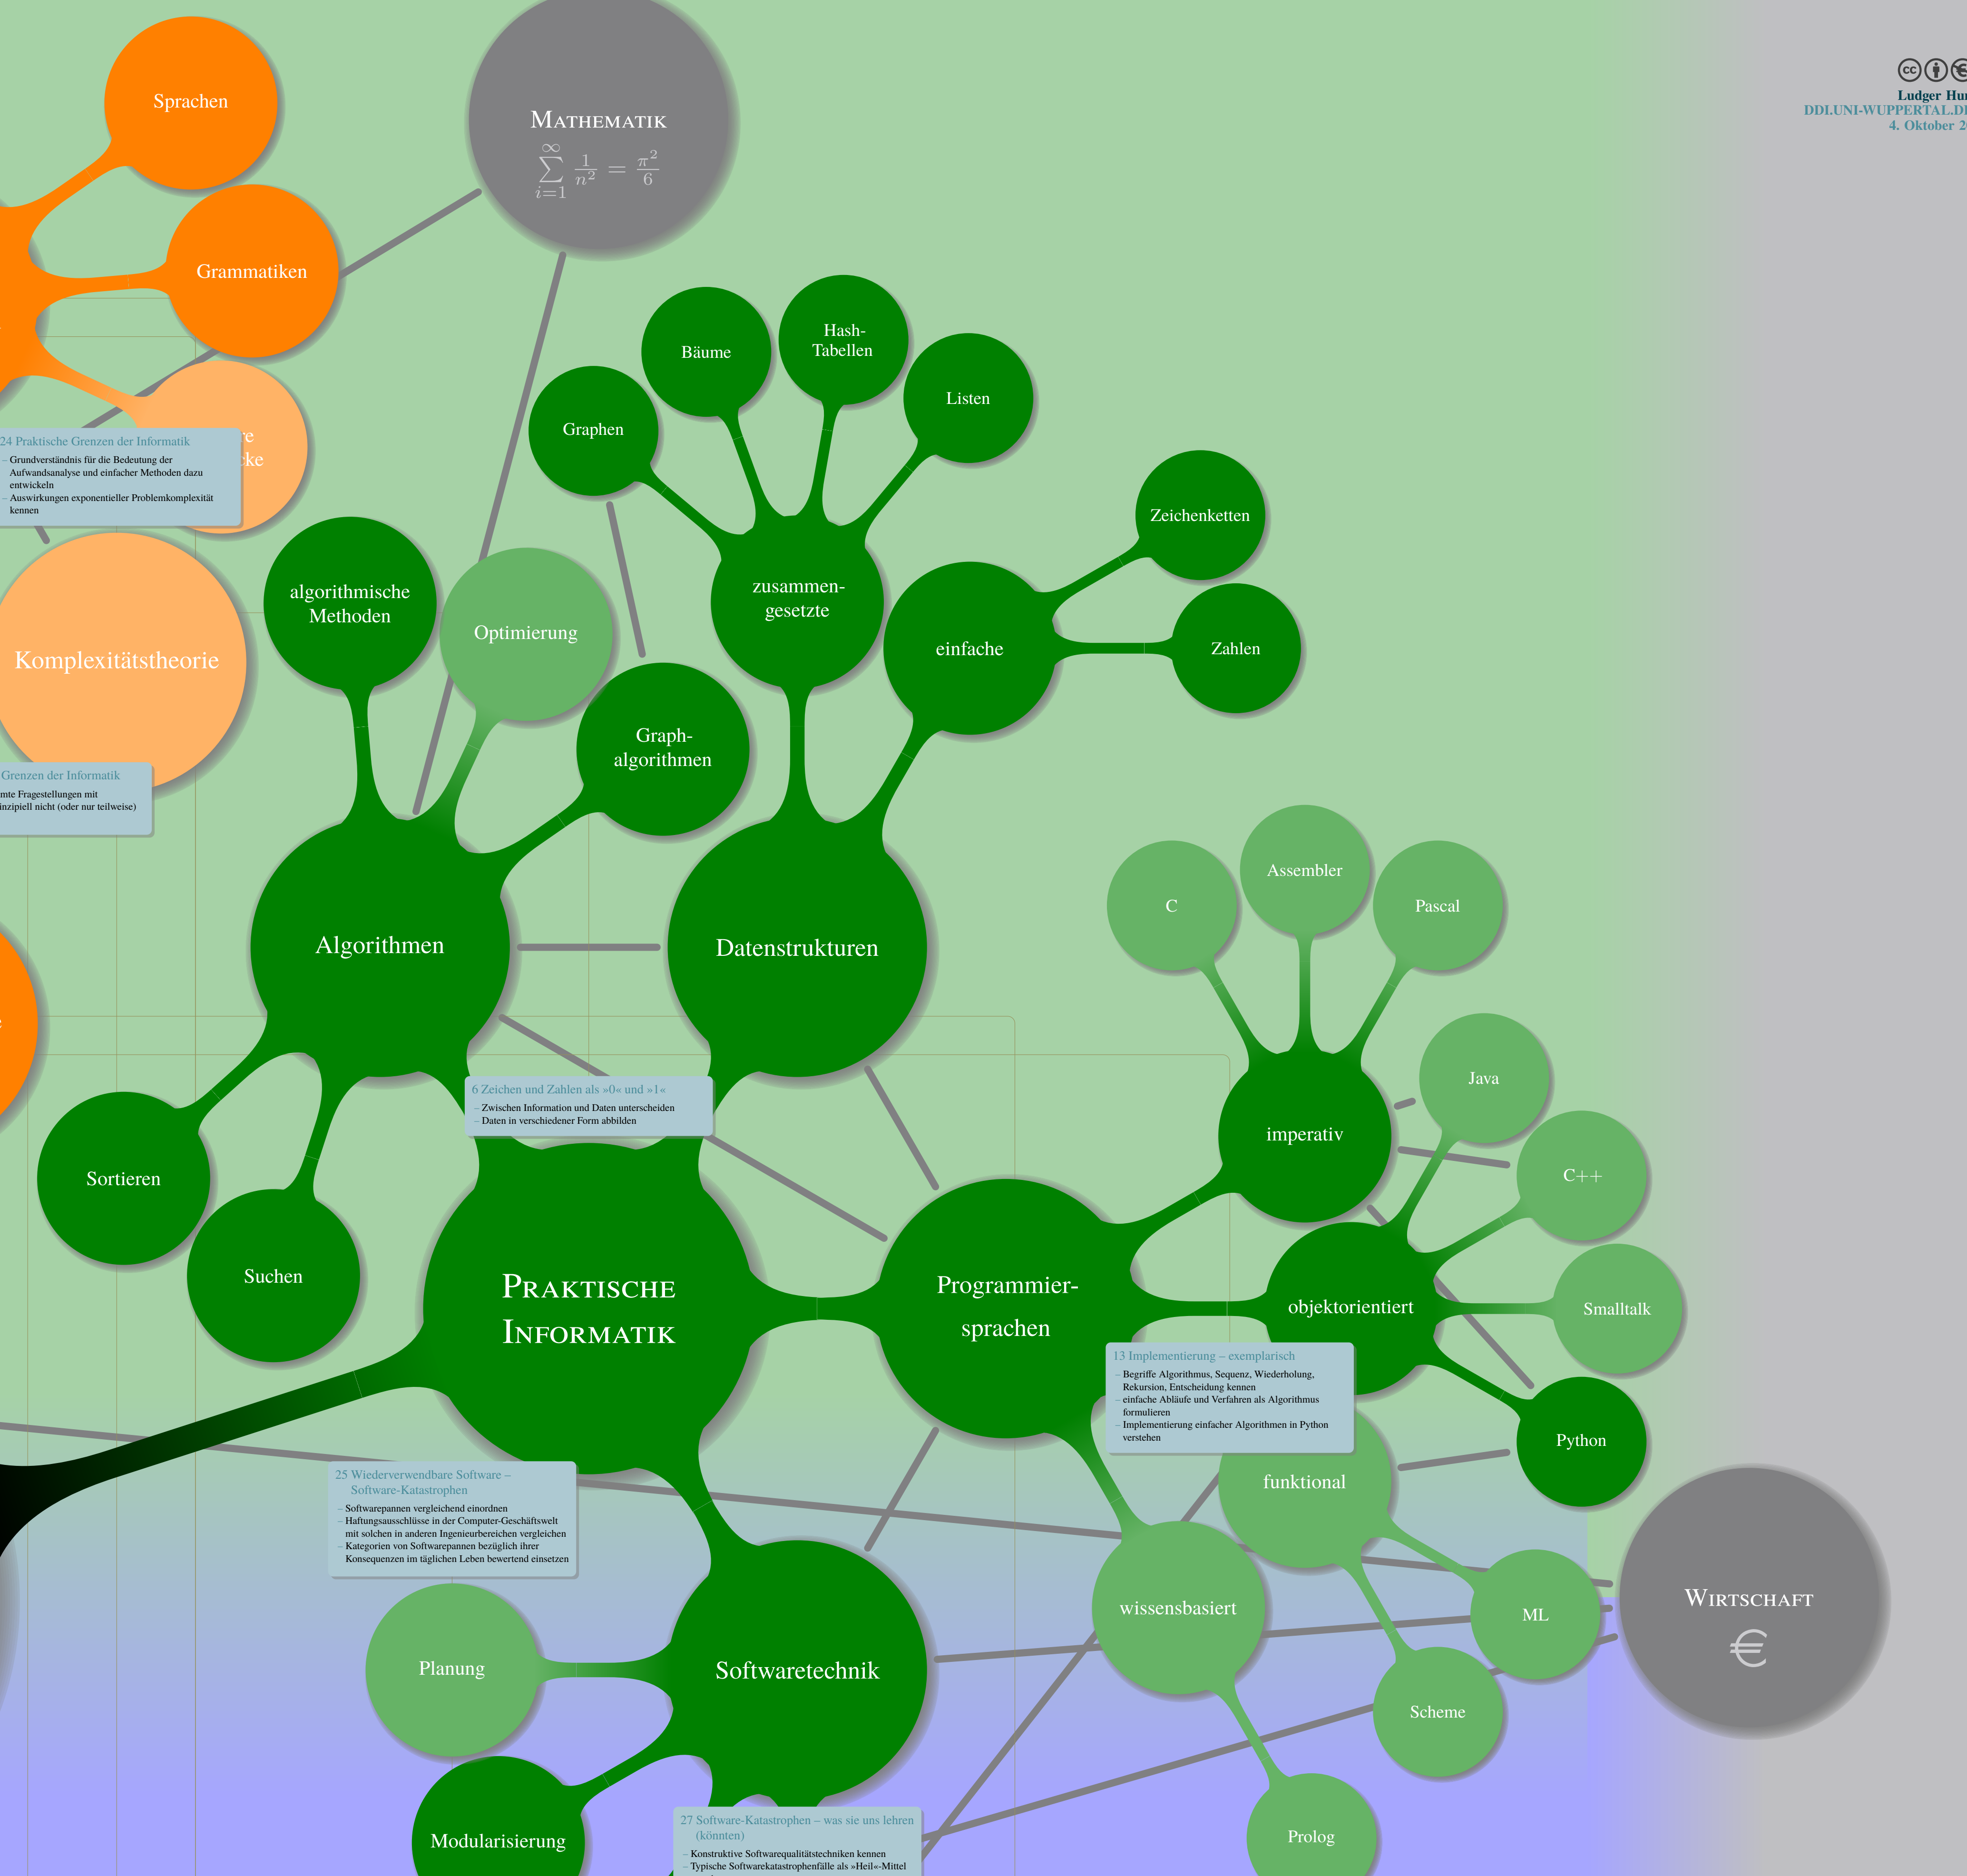 Sprachen
MATHEMATIK
∞
∑ 1/n² = π²/6
i=1
cc
Ludger
DDI.UNI-WUPPERTAL.
4. Oktober
Grammatiken
Hash-
Tabellen
Bäume
Listen
Graphen
24 Praktische Grenzen der Informatik
– Grundverständnis für die Bedeutung der
Aufwandsanalyse und einfacher Methoden dazu
entwickeln
– Auswirkungen exponentieller Problemkomplexität
kennen
Zeichenketten
zusammen-
gesetzte
algorithmische
Methoden
Optimierung
einfache
Zahlen
Komplexitätstheorie
Graph-
algorithmen
Grenzen der Informatik
mte Fragestellungen mit
inzipiell nicht (oder nur teilweise)
Assembler
C
Pascal
Algorithmen
Datenstrukturen
Java
6 Zeichen und Zahlen als »0« und »1«
– Zwischen Information und Daten unterscheiden
– Daten in verschiedener Form abbilden
imperativ
C++
Sortieren
Suchen
PRAKTISCHE
INFORMATIK
Programmier-
sprachen
objektorientiert
Smalltalk
13 Implementierung – exemplarisch
– Begriffe Algorithmus, Sequenz, Wiederholung,
Rekursion, Entscheidung kennen
– einfache Abläufe und Verfahren als Algorithmus
formulieren
– Implementierung einfacher Algorithmen in Python
verstehen
Python
funktional
25 Wiederverwendbare Software –
Software-Katastrophen
– Softwarepannen vergleichend einordnen
– Haftungsausschlüsse in der Computer-Geschäftswelt
mit solchen in anderen Ingenieurbereichen vergleichen
– Kategorien von Softwarepannen bezüglich ihrer
Konsequenzen im täglichen Leben bewertend einsetzen
WIRTSCHAFT
€
wissensbasiert
ML
Planung
Softwaretechnik
Scheme
Modularisierung
27 Software-Katastrophen – was sie uns lehren
(könnten)
– Konstruktive Softwarequalitätstechniken kennen
– Typische Softwarekatastrophenfälle als »Heil«-Mittel
Prolog